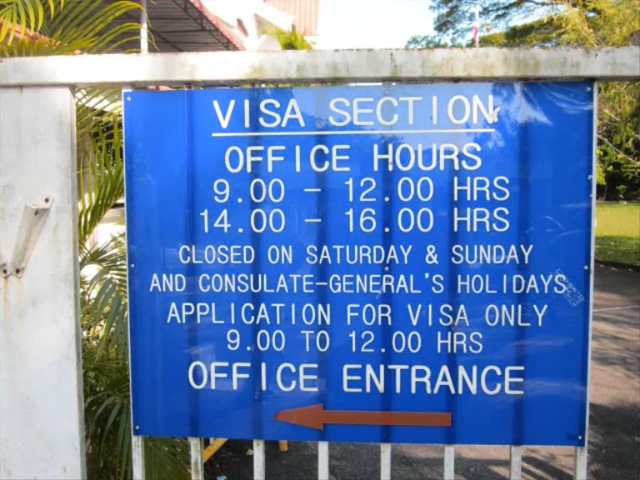 VISA SECTION
OFFICE HOURS
9.00 - 12.00 HRS
14.00 - 16.00 HRS
CLOSED ON SATURDAY & SUNDAY
AND CONSULATE-GENERAL'S HOLIDAYS
APPLICATION FOR VISA ONLY
9.00 TO 12.00 HRS
OFFICE ENTRANCE